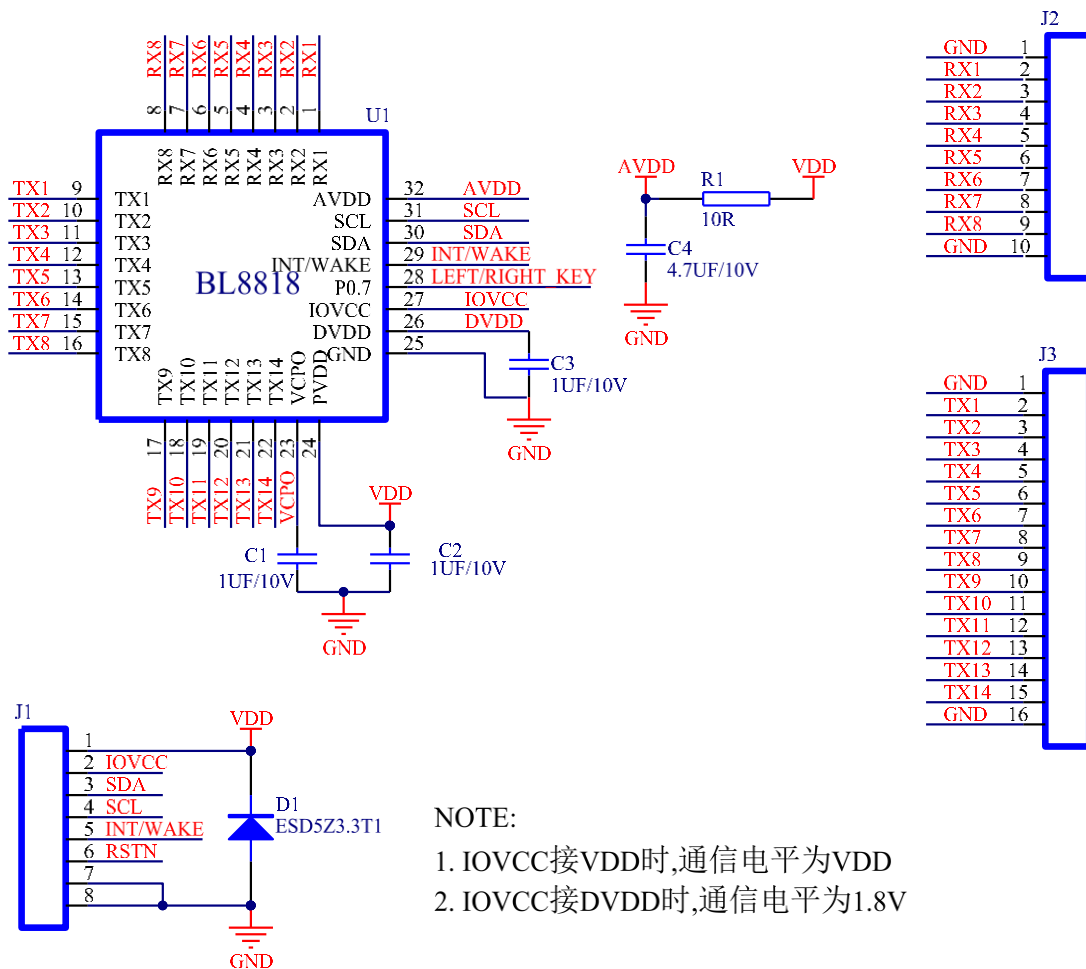 RX8 RX7 RX6 RX5 RX4 RX3 RX2 RX1
8 7 6 5 4 3 2 1
U1
RX8 RX7 RX6 RX5 RX4 RX3 RX2 RX1
TX1 9 TX1
TX2 10 TX2
TX3 11 TX3
TX4 12 TX4
TX5 13 TX5
TX6 14 TX6
TX7 15 TX7
TX8 16 TX8
BL8818
AVDD 32 AVDD
SCL 31 SCL
SDA 30 SDA
INT/WAKE 29 INT/WAKE
P0.7 28 LEFT/RIGHT KEY
IOVCC 27 IOVCC
DVDD 26 DVDD
GND 25
TX9 TX10 TX11 TX12 TX13 TX14 VCPO PVDD
17 18 19 20 21 22 23 24
TX9 TX10 TX11 TX12 TX13 TX14 VCPO
C3
1UF/10V
GND
VDD
C1
1UF/10V
C2
1UF/10V
GND
AVDD
R1
10R
VDD
C4
4.7UF/10V
GND
J2
GND 1
RX1 2
RX2 3
RX3 4
RX4 5
RX5 6
RX6 7
RX7 8
RX8 9
GND 10
J3
GND 1
TX1 2
TX2 3
TX3 4
TX4 5
TX5 6
TX6 7
TX7 8
TX8 9
TX9 10
TX10 11
TX11 12
TX12 13
TX13 14
TX14 15
GND 16
J1
1
2 IOVCC
3 SDA
4 SCL
5 INT/WAKE
6 RSTN
7
8
VDD
D1
ESD5Z3.3T1
GND
NOTE:
1. IOVCC接VDD时,通信电平为VDD
2. IOVCC接DVDD时,通信电平为1.8V